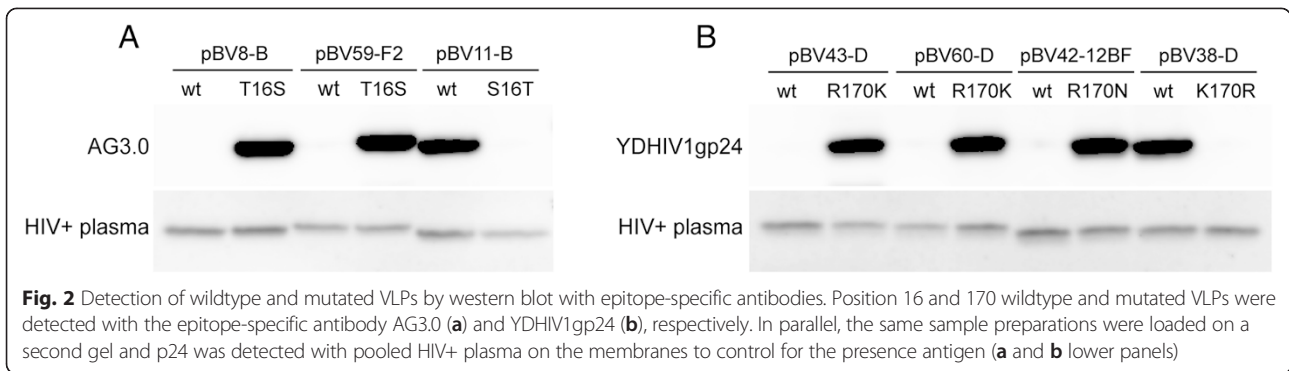 A
B
pBV8-B pBV59-F2 pBV11-B
pBV43-D pBV60-D pBV42-12BF pBV38-D
wt T16S wt T16S wt S16T
wt R170K wt R170K wt R170N wt K170R
AG3.0
YDHIV1gp24
HIV+ plasma
HIV+ plasma
Fig. 2 Detection of wildtype and mutated VLPs by western blot with epitope-specific antibodies. Position 16 and 170 wildtype and mutated VLPs were
detected with the epitope-specific antibody AG3.0 (a) and YDHIV1gp24 (b), respectively. In parallel, the same sample preparations were loaded on a
second gel and p24 was detected with pooled HIV+ plasma on the membranes to control for the presence antigen (a and b lower panels)